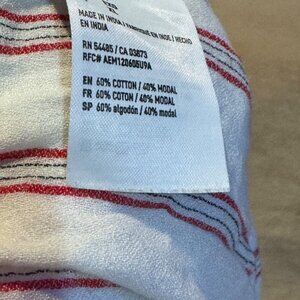 MADE IN INDIA / FABRIQUÉ EN INDE / HECHO
EN INDIA
RN 54485 / CA 03873
RFC# AEM120605U9A
EN 60% COTTON / 40% MODAL
FR 60% COTON / 40% MODAL
SP 60% algodón / 40% modal